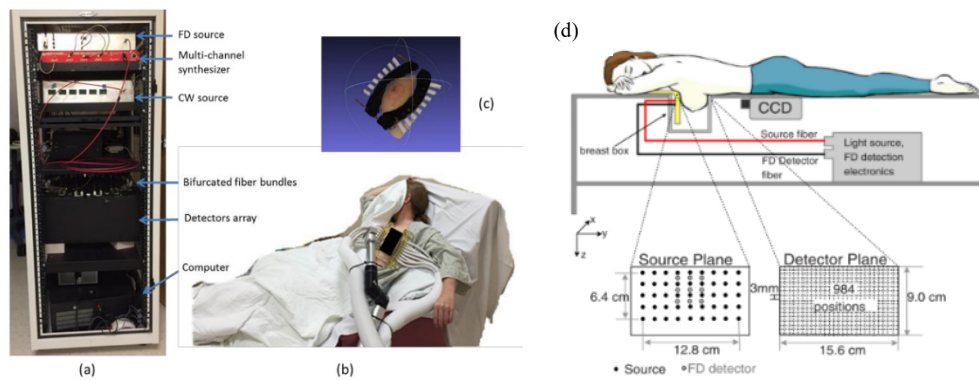 FD source
Multi-channel
synthesizer
CW source
Bifurcated fiber bundles
Detectors array
Computer
(a)
(b)
(c)
(d)
CCD
breast box
Source fiber
FD Detector
fiber
Light source,
FD detection
electronics
x
y
z
Source Plane
6.4 cm
12.8 cm
Source
FD detector
3mm
Detector Plane
984
positions
9.0 cm
15.6 cm